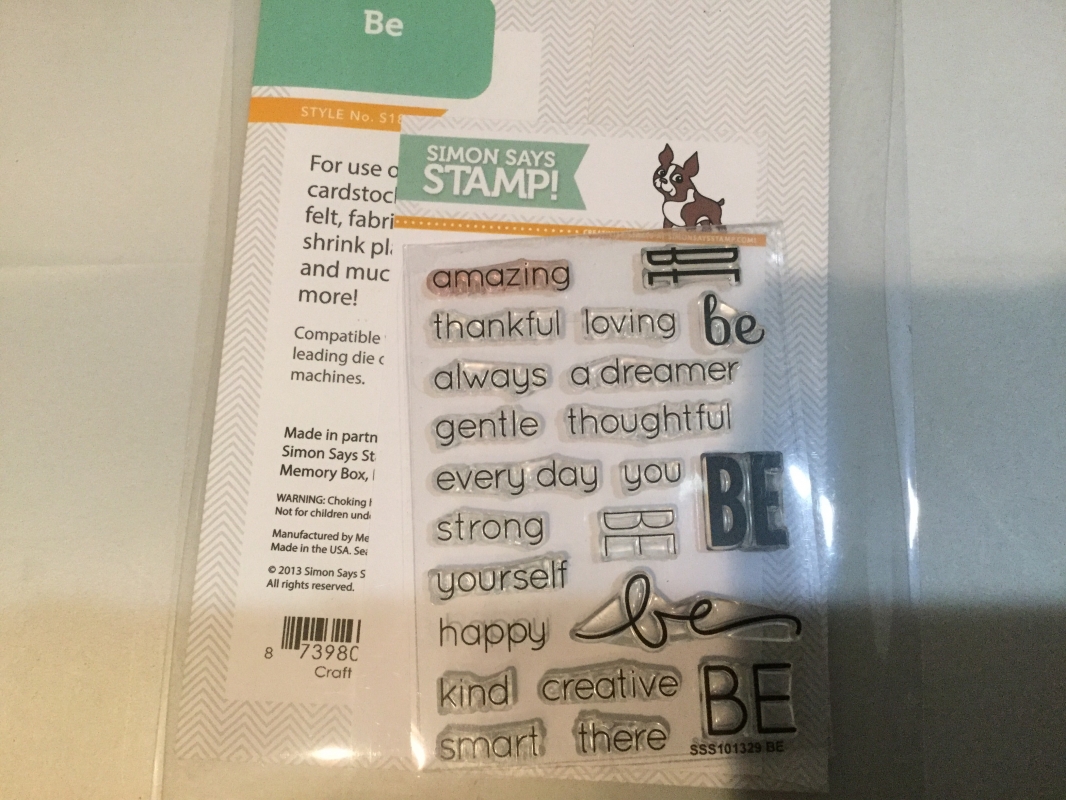 Be
STYLE No. S1
For use o
cardstoc
felt, fabri
shrink pl
and muc
more!
Compatible
leading die c
machines.
Made in partn
Simon Says St
Memory Box, I
WARNING: Choking h
Not for children und
Manufactured by Me
Made in the USA. Se
© 2013 Simon Says S
All rights reserved.
8 7398
Craft
SIMON SAYS
STAMP!
amazing BE
thankful loving be
always a dreamer
gentle thoughtful
every day you BE
strong BE
yourself
happy be
kind creative BE
smart there
SSS101329 BE